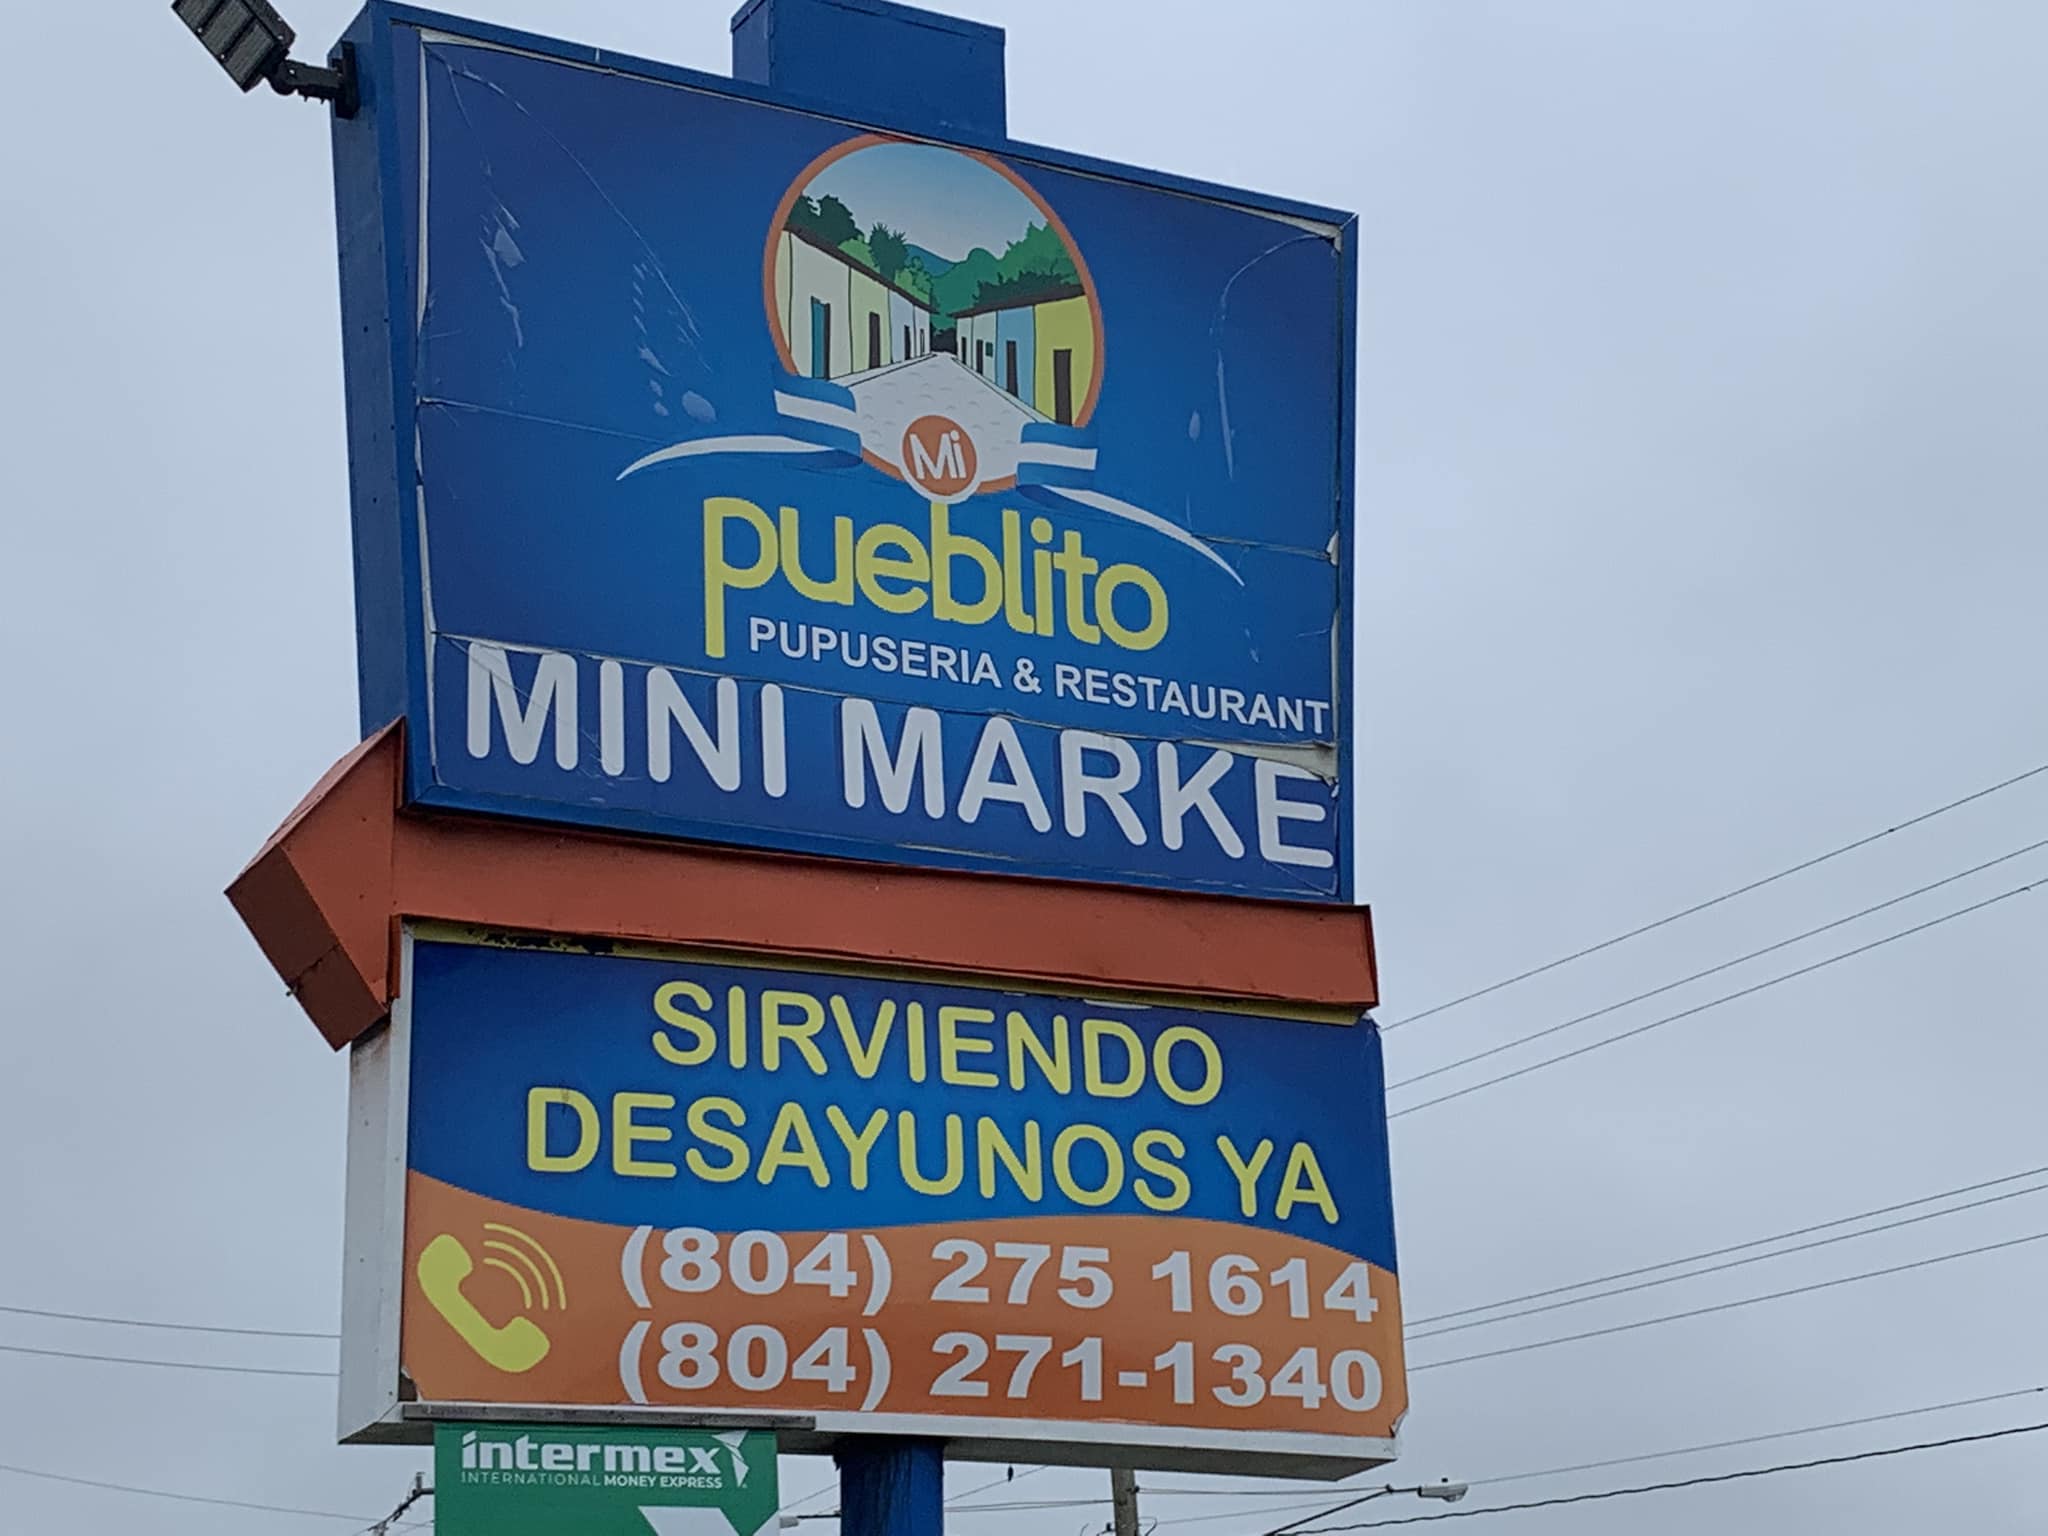 Mi
pueblito
PUPUSERIA & RESTAURANT
MINI MARKE
SIRVIENDO
DESAYUNOS YA
(804) 275 1614
(804) 271-1340
intermex
INTERNATIONAL MONEY EXPRESS